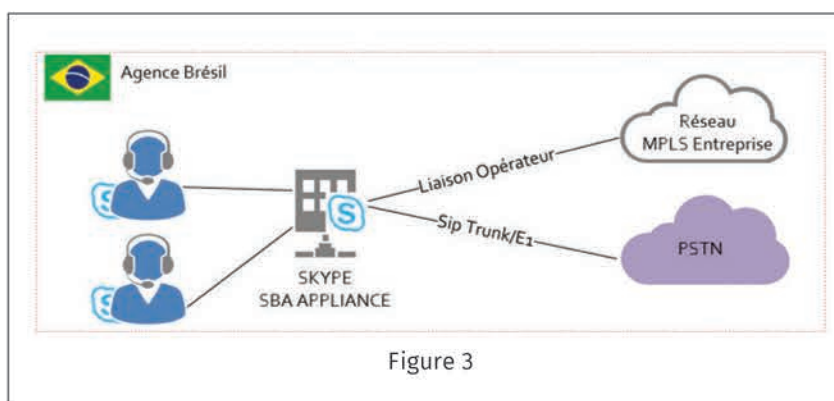 Agence Brésil
Réseau
MPLS Entreprise
Liaison Opérateur
Sip Trunk/E1
PSTN
S
S
S
SKYPE
SBA APPLIANCE
Figure 3